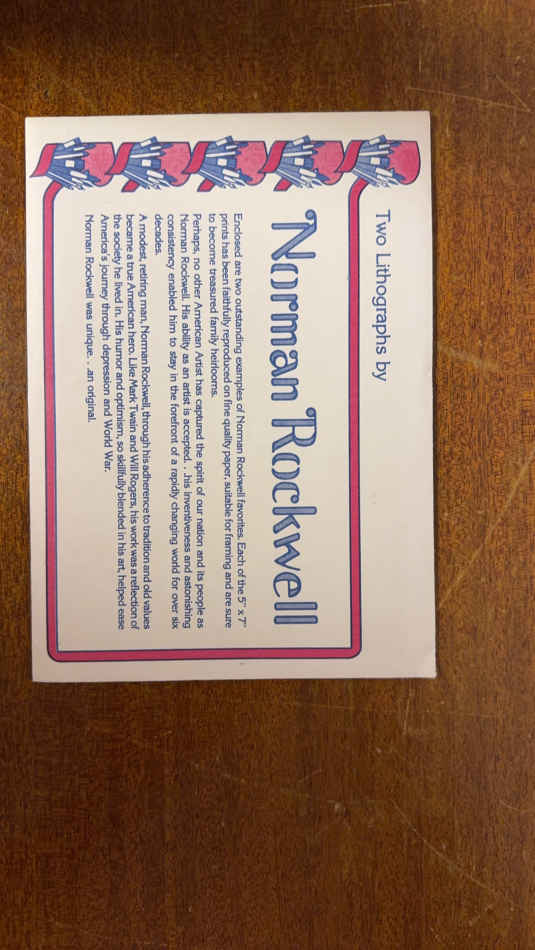 Two Lithographs by
Norman Rockwell
Enclosed are two outstanding examples of Norman Rockwell favorites. Each of the 5" x 7"
prints has been faithfully reproduced on fine quality paper, suitable for framing and are sure
to become treasured family heirlooms.
Perhaps, no other American Artist has captured the spirit of our nation and its people as
Norman Rockwell. His ability as an artist is accepted. . .his inventiveness and astonishing
consistency enabled him to stay in the forefront of a rapidly changing world for over six
decades.
A modest, retiring man, Norman Rockwell, through his adherence to tradition and old values
became a true American hero. Like Mark Twain and Will Rogers, his work was a reflection of
the society he lived in. His humor and optimism, so skillfully blended in his art, helped ease
America's journey through depression and World War.
Norman Rockwell was unique. . .an original.